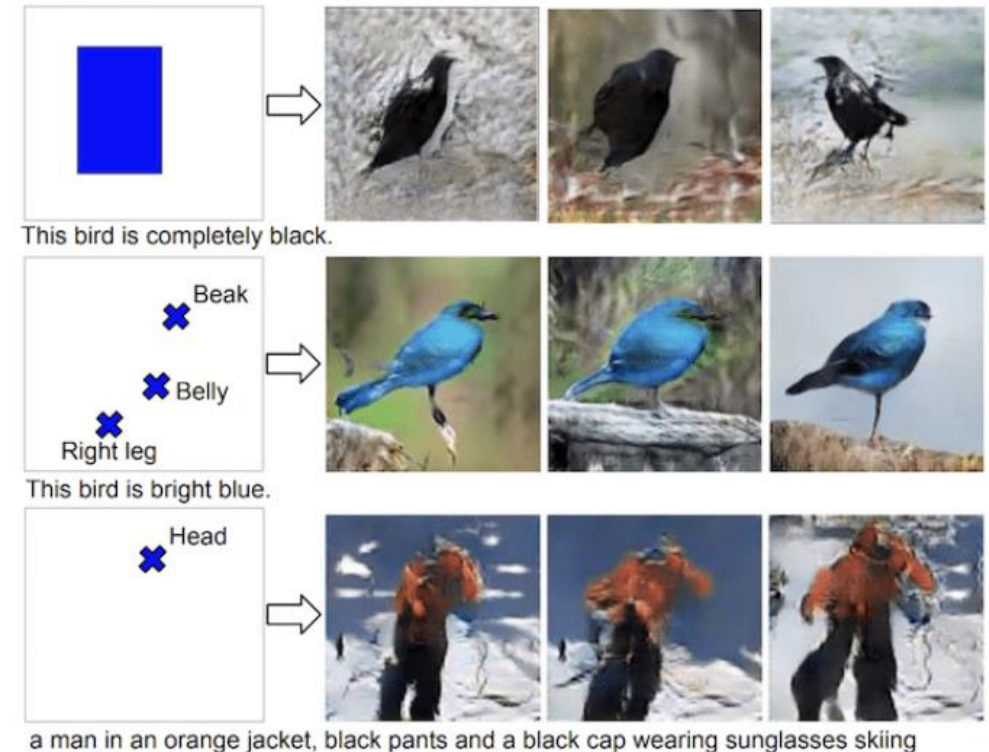 This bird is completely black.
Beak
Belly
Right leg
This bird is bright blue.
Head
a man in an orange jacket, black pants and a black cap wearing sunglasses skiing